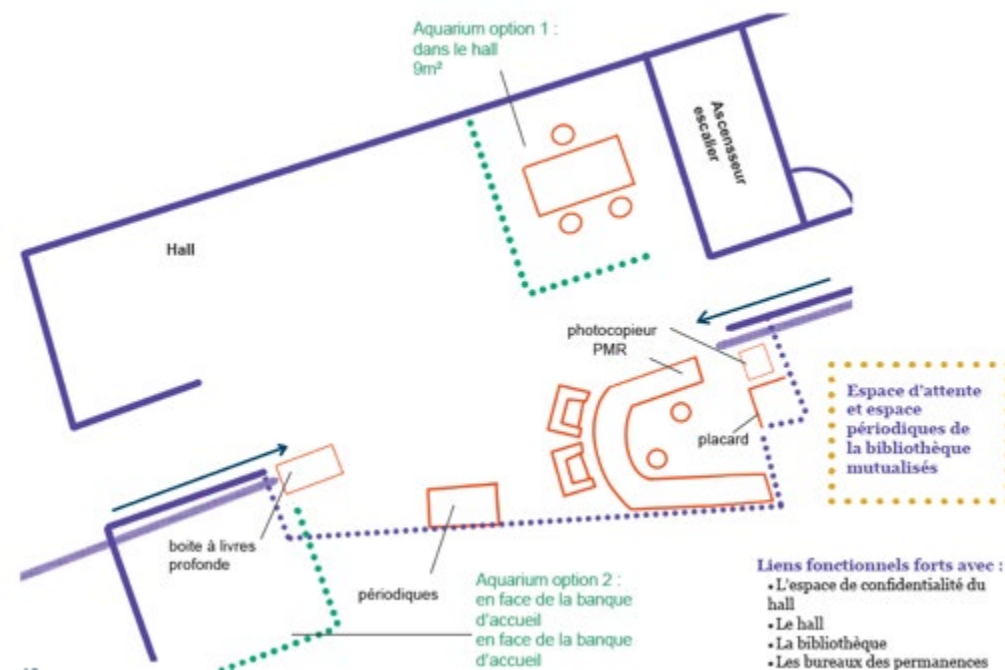 Aquarium option 1 :
dans le hall
9m²
Ascensseur
escalier
Hall
photocopieur
PMR
placard
Espace d'attente
et espace
périodiques de
la bibliothèque
mutualisés
boite à livres
profonde
périodiques
Aquarium option 2 :
en face de la banque
d'accueil
en face de la banque
d'accueil
Liens fonctionnels forts avec :
• L'espace de confidentialité du
hall
• Le hall
• La bibliothèque
• Les bureaux des permanences